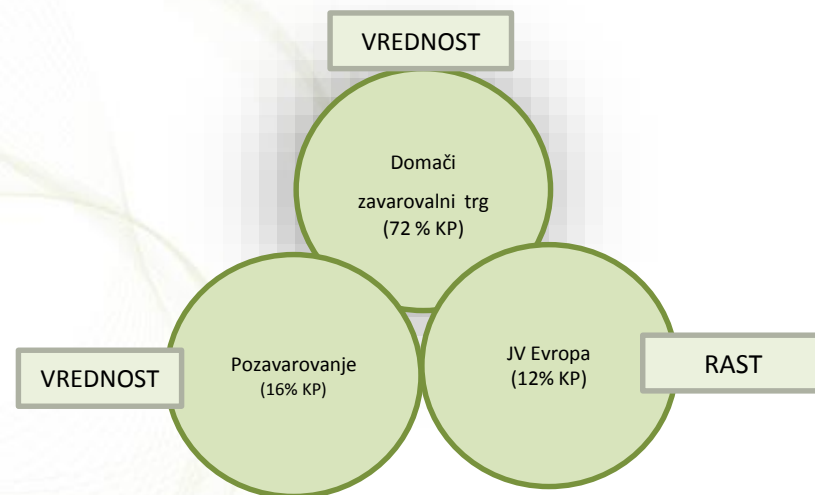 VREDNOST
Domači
zavarovalni trg
(72 % KP)
VREDNOST
Pozavarovanje
(16% KP)
JV Evropa
(12% KP)
RAST